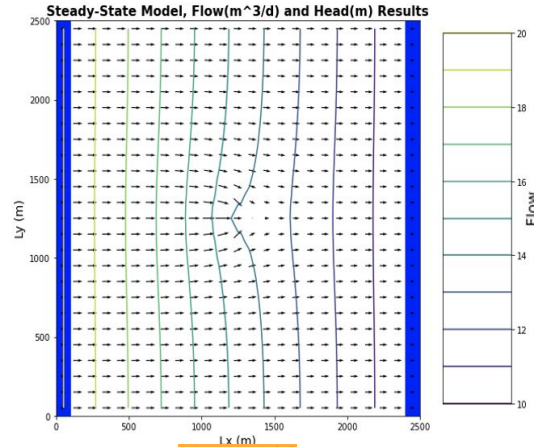 Steady-State Model, Flow(m^3/d) and Head(m) Results
2500
2000
1500
1000
500
0
Ly (m)
0 500 1000 1500 2000 2500
Lx (m)
20
18
16
14
12
10
Flow